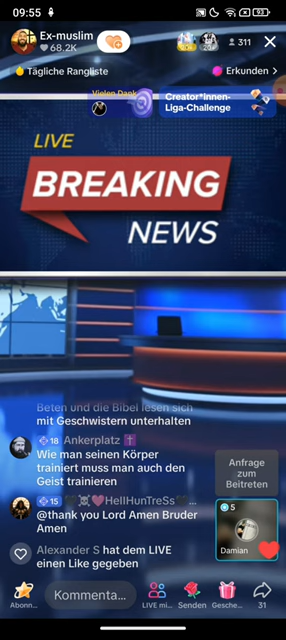 09:55
93
Ex-muslim
68.2K
20+
311
Tägliche Rangliste
Erkunden >
Vielen Dank
Creator*innen-
Liga-Challenge
LIVE
BREAKING
NEWS
Beten und die Bibel lesen sich
mit Geschwistern unterhalten
18 Ankerplatz
Wie man seinen Körper
trainiert muss man auch den
Geist trainieren
15 HellHunTreSs
@thank you Lord Amen Bruder
Amen
Alexander S hat dem LIVE
einen Like gegeben
Anfrage
zum
Beitreten
5
Damian
Abonn...
Kommenta...
LIVE mi...
Senden
Gesche...
31